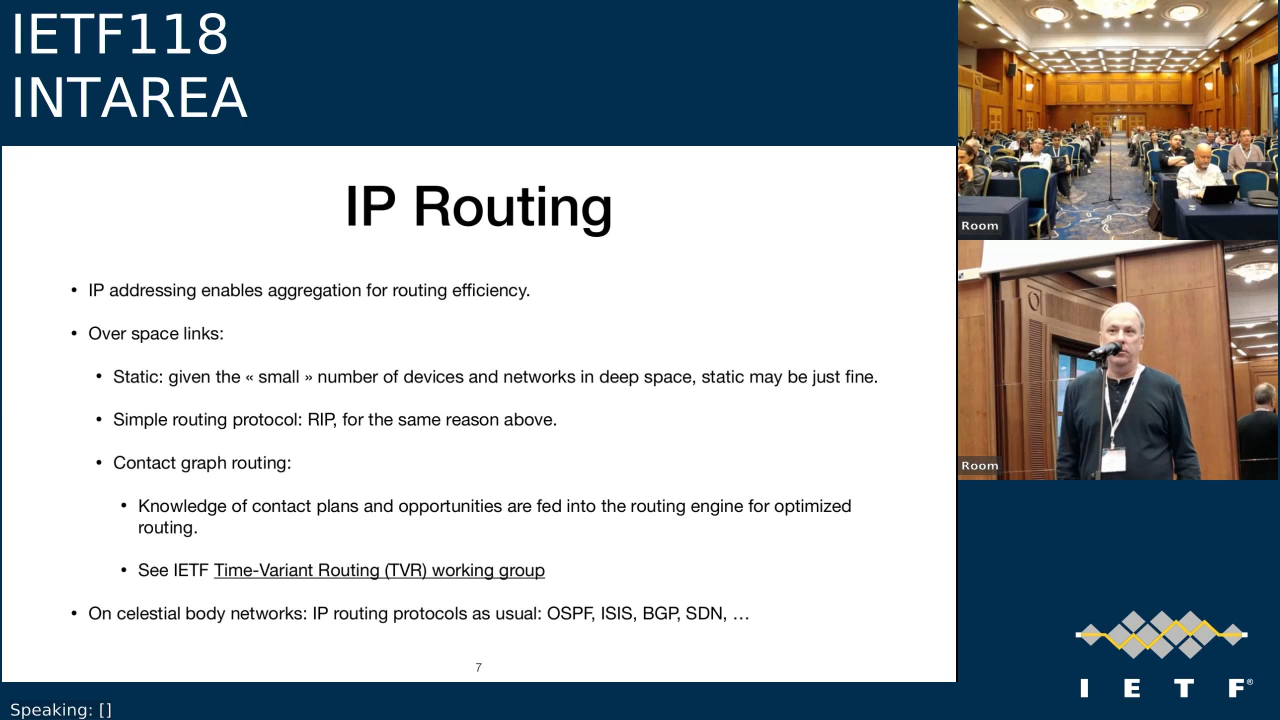 IETF118
INTAREA
IP Routing
• IP addressing enables aggregation for routing efficiency.
• Over space links:
• Static: given the « small » number of devices and networks in deep space, static may be just fine.
• Simple routing protocol: RIP, for the same reason above.
• Contact graph routing:
• Knowledge of contact plans and opportunities are fed into the routing engine for optimized
routing.
• See IETF Time-Variant Routing (TVR) working group
• On celestial body networks: IP routing protocols as usual: OSPF, ISIS, BGP, SDN, …
7
Room
Room
I E T F®
Speaking: []